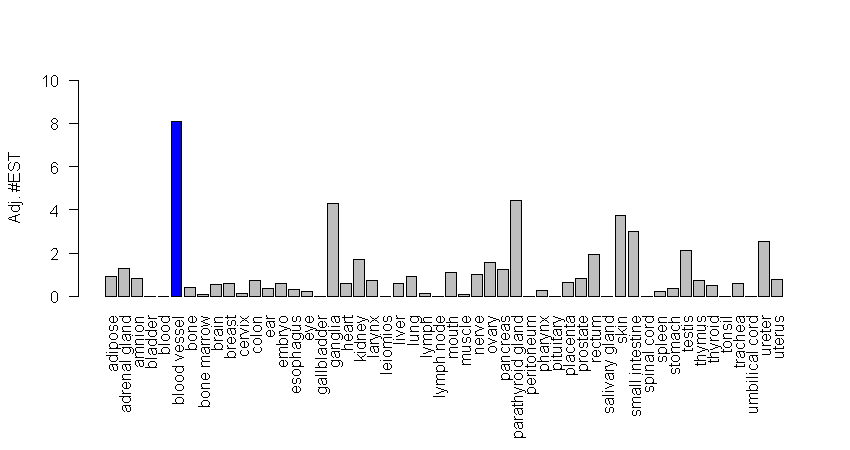 Adj. #EST
10
8
6
4
2
0
adipose
adrenal gland
amnion
bladder
blood
blood vessel
bone
bone marrow
brain
breast
cervix
colon
ear
embryo
esophagus
eye
gallbladder
ganglia
heart
kidney
larynx
leiomios
liver
lung
lymph
lymph node
mouth
muscle
nerve
ovary
pancreas
parathyroid gland
peritoneum
pharynx
pituitary
placenta
prostate
rectum
salivary gland
skin
small intestine
spinal cord
spleen
stomach
testis
thymus
thyroid
tonsil
trachea
umbilical cord
ureter
uterus